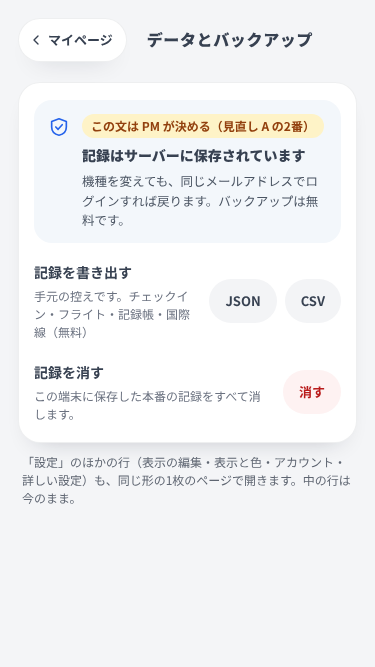 マイページ
データとバックアップ
この文は PM が決める（見直し A の2番）
記録はサーバーに保存されています
機種を変えても、同じメールアドレスでロ
グインすれば戻ります。バックアップは無
料です。
記録を書き出す
手元の控えです。チェックイ
ン・フライト・記録帳・国際
線（無料）
JSON
CSV
記録を消す
この端末に保存した本番の記録をすべて消
します。
消す
「設定」のほかの行（表示の編集・表示と色・アカウント・
詳しい設定）も、同じ形の1枚のページで開きます。中の行は
今のまま。